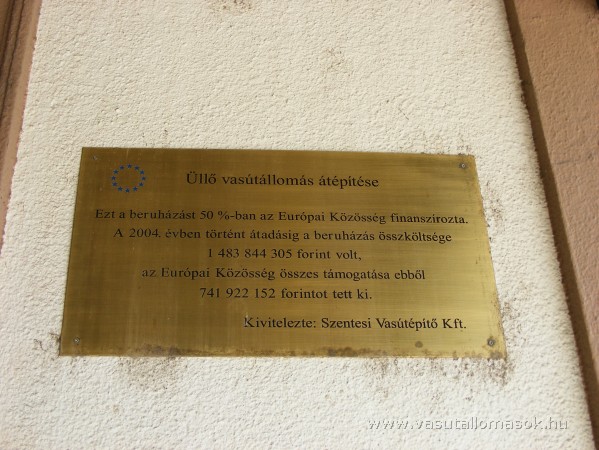 Üllő vasútállomás átépítése
Ezt a beruházást 50 %-ban az Európai Közösség finanszírozta.
A 2004. évben történt átadásig a beruházás összköltsége
1 483 844 305 forint volt,
az Európai Közösség összes támogatása ebből
741 922 152 forintot tett ki.
Kivitelezte: Szentesi Vasútépítő Kft.
www.vasutallomasok.hu